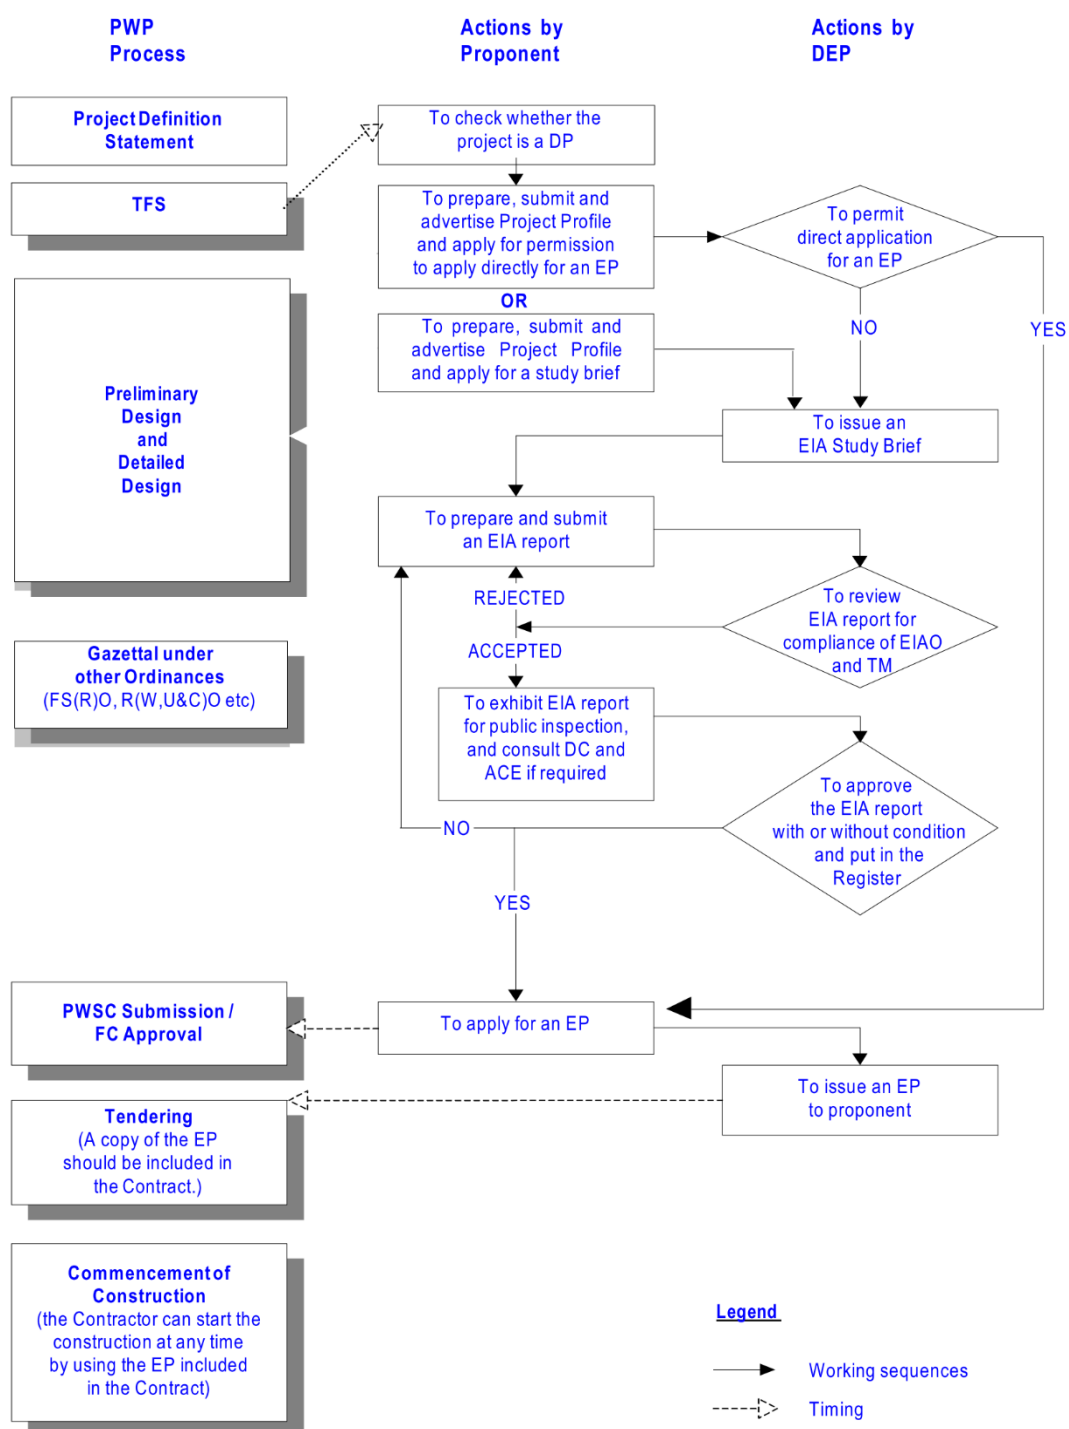 PWP
Process
Actions by
Proponent
Actions by
DEP
Project Definition
Statement
TFS
Preliminary
Design
and
Detailed
Design
Gazettal under
other Ordinances
(FS(R)O, R(W,U&C)O etc)
PWSC Submission /
FC Approval
Tendering
(A copy of the EP
should be included in
the Contract.)
Commencement of
Construction
(the Contractor can start the
construction at any time
by using the EP included
in the Contract)
To check whether the
project is a DP
To prepare, submit and
advertise Project Profile
and apply for permission
to apply directly for an EP
OR
To prepare, submit and
advertise Project Profile
and apply for a study brief
To permit
direct application
for an EP
NO
YES
To issue an
EIA Study Brief
To prepare and submit
an EIA report
REJECTED
ACCEPTED
To review
EIA report for
compliance of EIAO
and TM
To exhibit EIA report
for public inspection,
and consult DC and
ACE if required
To approve
the EIA report
with or without condition
and put in the
Register
NO
YES
To apply for an EP
To issue an EP
to proponent
Legend
Working sequences
Timing